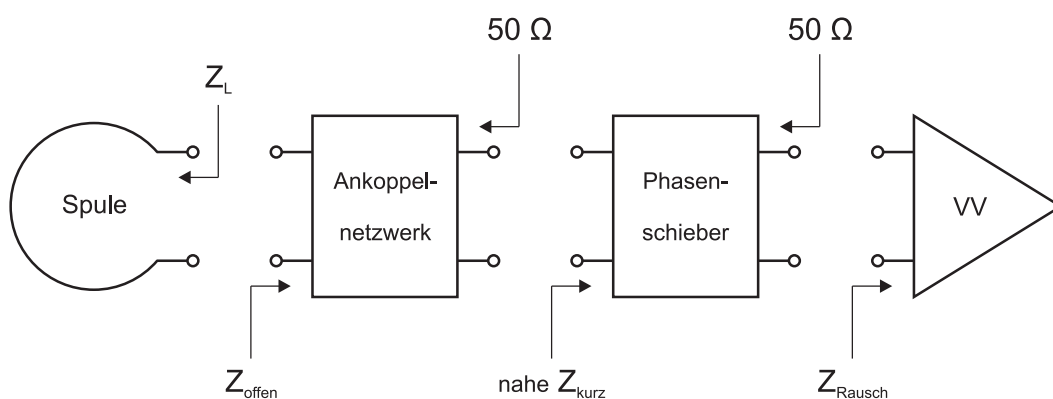 50 Ω
50 Ω
Z_L
Spule
Ankoppel-
netzwerk
Phasen-
schieber
VV
Z_offen
nahe Z_kurz
Z_Rausch